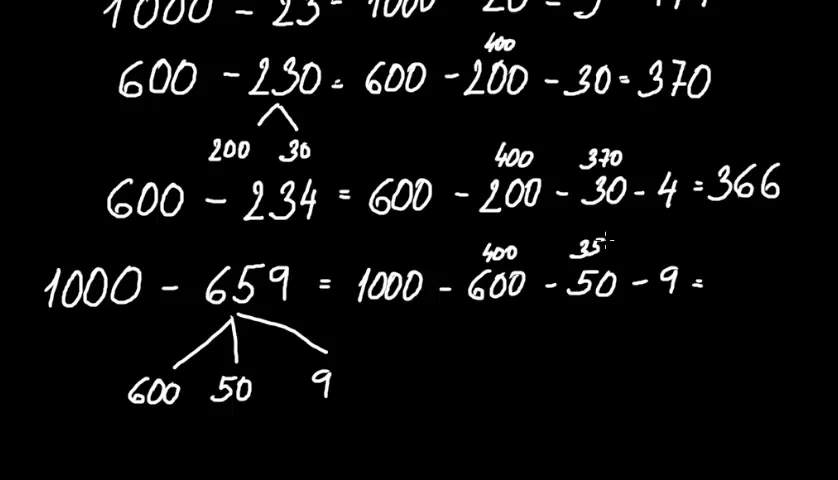 400
600 - 230 = 600 - 200 - 30 = 370
200 30
400 370
600 - 234 = 600 - 200 - 30 - 4 = 366
400 35
1000 - 659 = 1000 - 600 - 50 - 9 =
600 50 9